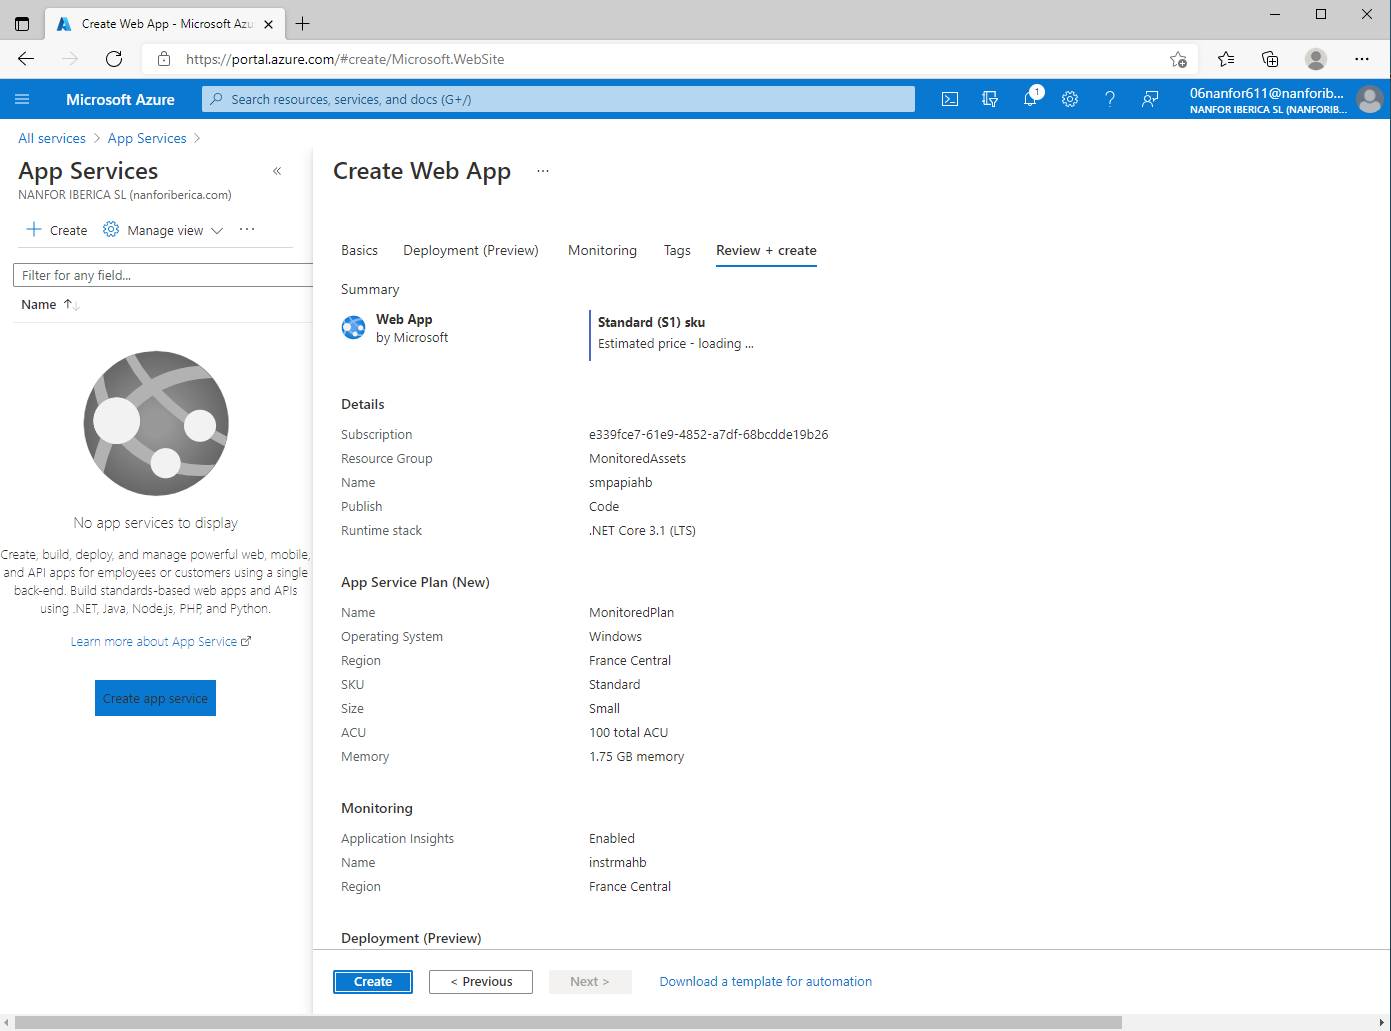 Create Web App - Microsoft Azu
https://portal.azure.com/#create/Microsoft.WebSite
Microsoft Azure
Search resources, services, and docs (G+/)
1
06nanfor611@nanforib...
NANFOR IBERICA SL (NANFORIB...
All services > App Services >
App Services
NANFOR IBERICA SL (nanforiberica.com)
Create
Manage view
Filter for any field...
Name
No app services to display
Create, build, deploy, and manage powerful web, mobile,
and API apps for employees or customers using a single
back-end. Build standards-based web apps and APIs
using .NET, Java, Node.js, PHP, and Python.
Learn more about App Service
Create app service
Create Web App
Basics
Deployment (Preview)
Monitoring
Tags
Review + create
Summary
Web App
by Microsoft
Standard (S1) sku
Estimated price - loading ...
Details
Subscription e339fce7-61e9-4852-a7df-68bcdde19b26
Resource Group MonitoredAssets
Name smpapiahb
Publish Code
Runtime stack .NET Core 3.1 (LTS)
App Service Plan (New)
Name MonitoredPlan
Operating System Windows
Region France Central
SKU Standard
Size Small
ACU 100 total ACU
Memory 1.75 GB memory
Monitoring
Application Insights Enabled
Name instrmahb
Region France Central
Deployment (Preview)
Create
< Previous
Next >
Download a template for automation